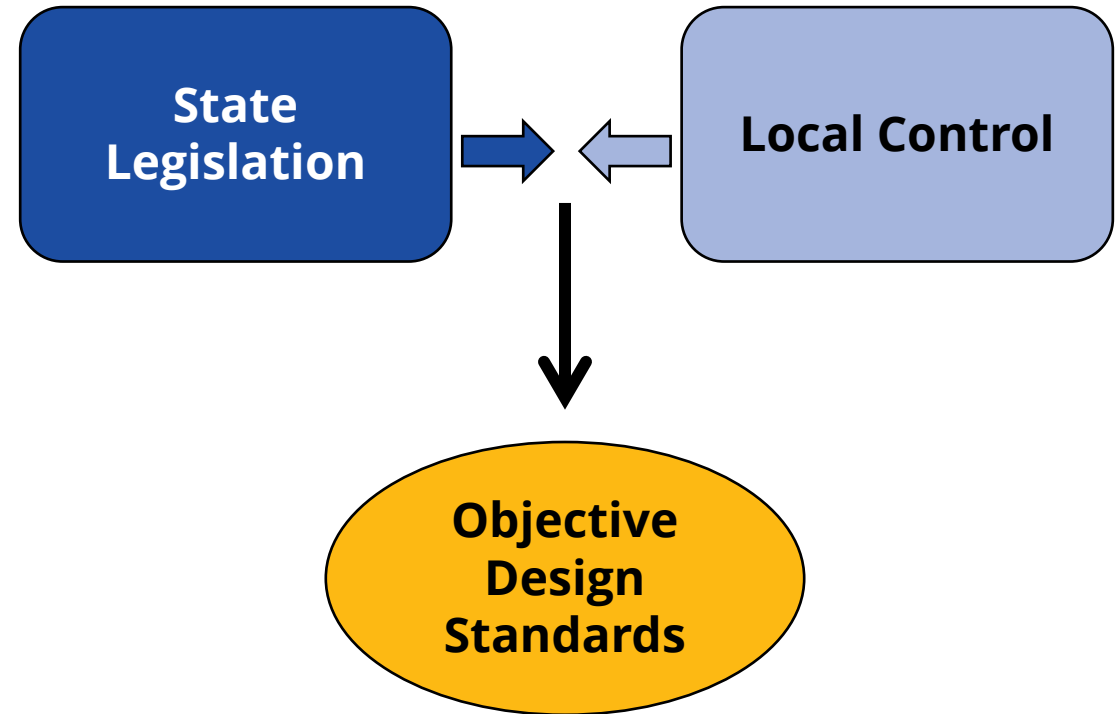 State
Legislation
Local Control
Objective
Design
Standards